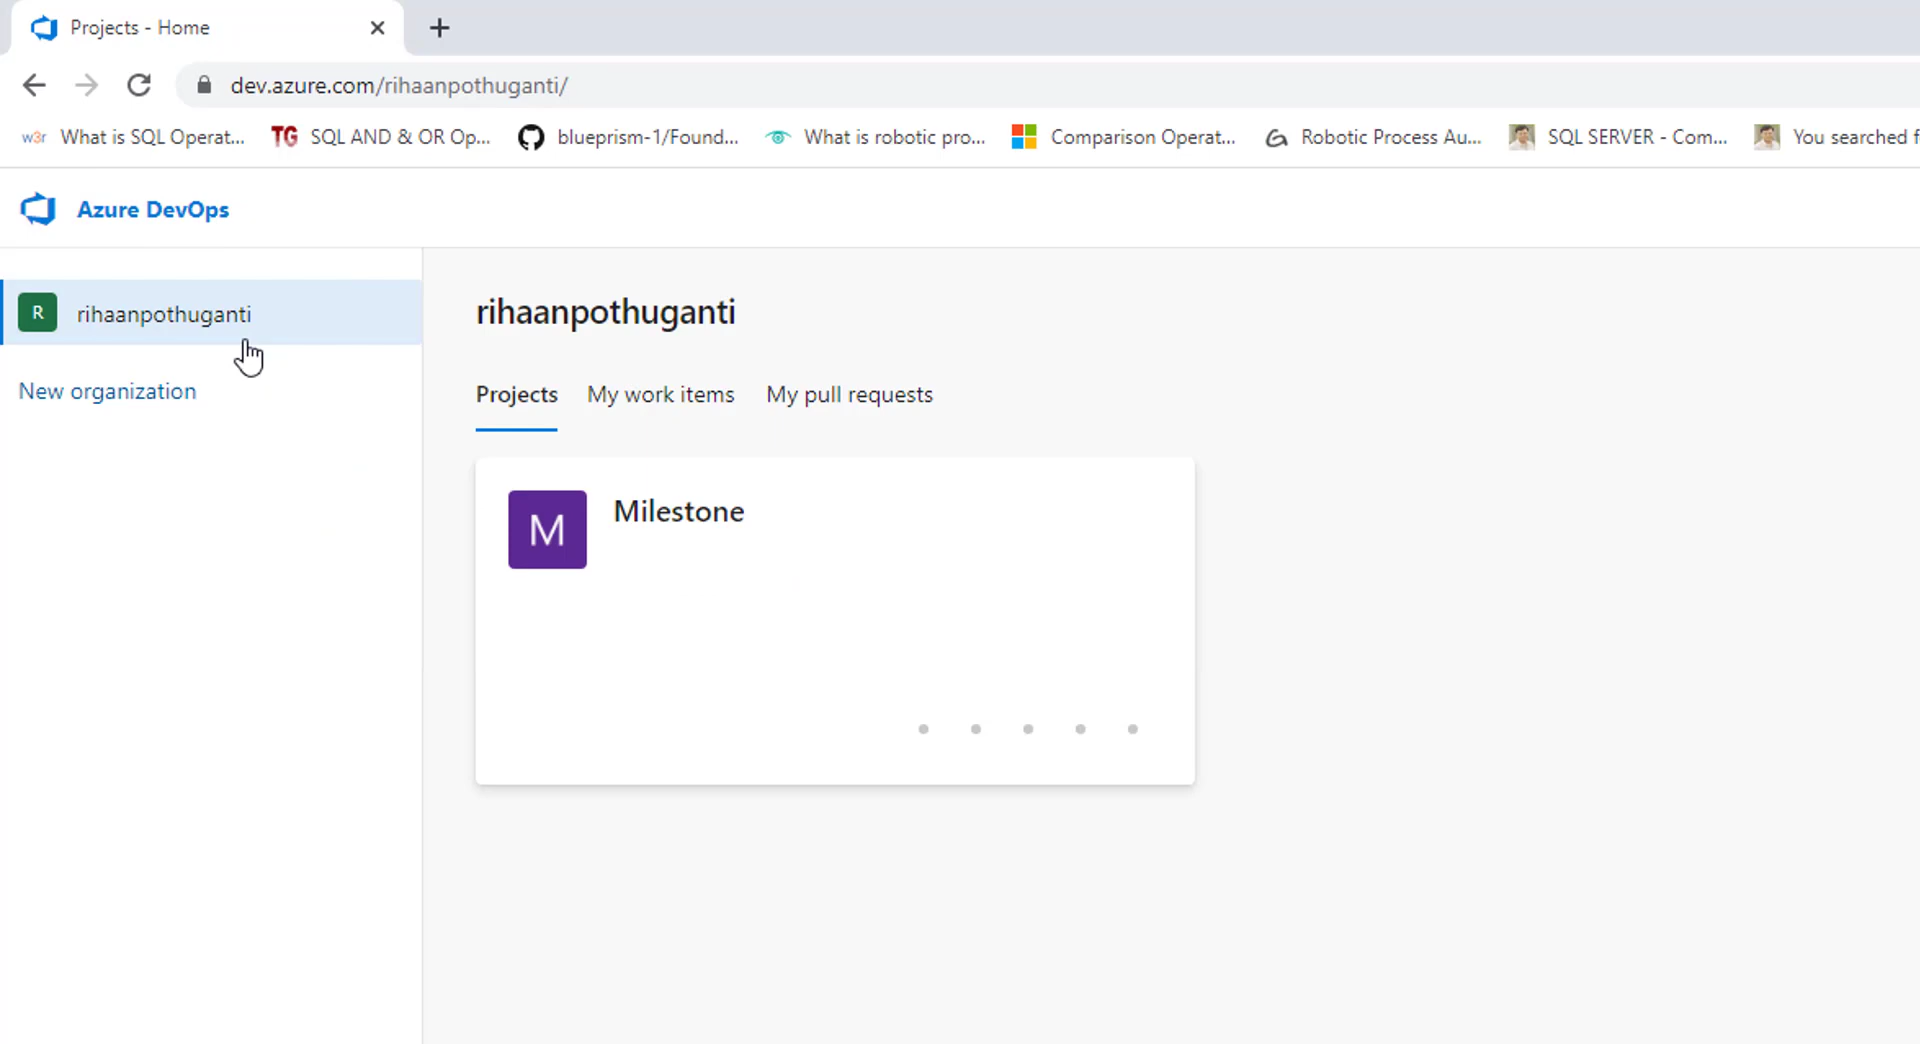 Projects - Home
dev.azure.com/rihaanpothuganti/
w3r What is SQL Operat... TG SQL AND & OR Op... blueprism-1/Found... What is robotic pro... Comparison Operat... Robotic Process Au... SQL SERVER - Com... You searched f
Azure DevOps
R rihaanpothuganti
New organization
rihaanpothuganti
Projects My work items My pull requests
M Milestone